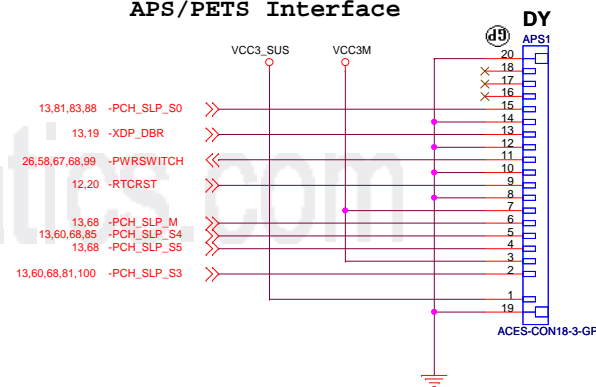 APS/PETS Interface
DY
GP
APS1
VCC3_SUS
VCC3M
20
18
17
16
13,81,83,88 -PCH_SLP_S0
15
14
13,19 -XDP_DBR
13
12
26,58,67,68,99 -PWRSWITCH
11
10
12,20 -RTCRST
9
8
7
13,68 -PCH_SLP_M
6
13,60,68,85 -PCH_SLP_S4
5
13,68 -PCH_SLP_S5
4
3
13,60,68,81,100 -PCH_SLP_S3
2
1
19
ACES-CON18-3-GP
atics.com